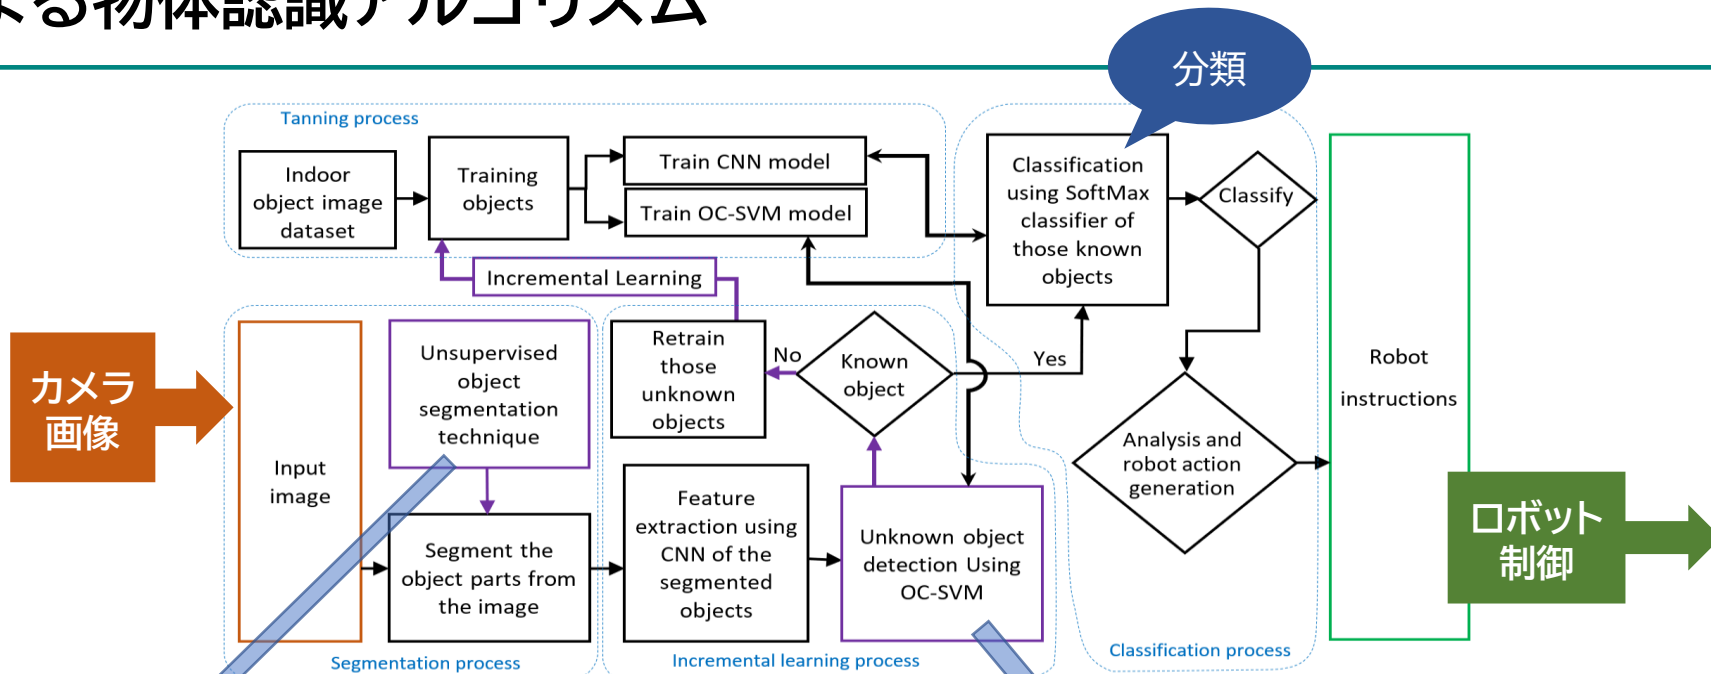 よる物体認識アルゴリズム
分類
Tanning process
Indoor
object image
dataset
Training
objects
Train CNN model
Train OC-SVM model
Classification
using SoftMax
classifier of
those known
objects
Classify
Incremental Learning
カメラ
画像
Input
image
Unsupervised
object
segmentation
technique
Retrain
those
unknown
objects
No
Known
object
Yes
Robot
instructions
Segment the
object parts from
the image
Feature
extraction using
CNN of the
segmented
objects
Unknown object
detection Using
OC-SVM
Analysis and
robot action
generation
ロボット
制御
Segmentation process
Incremental learning process
Classification process